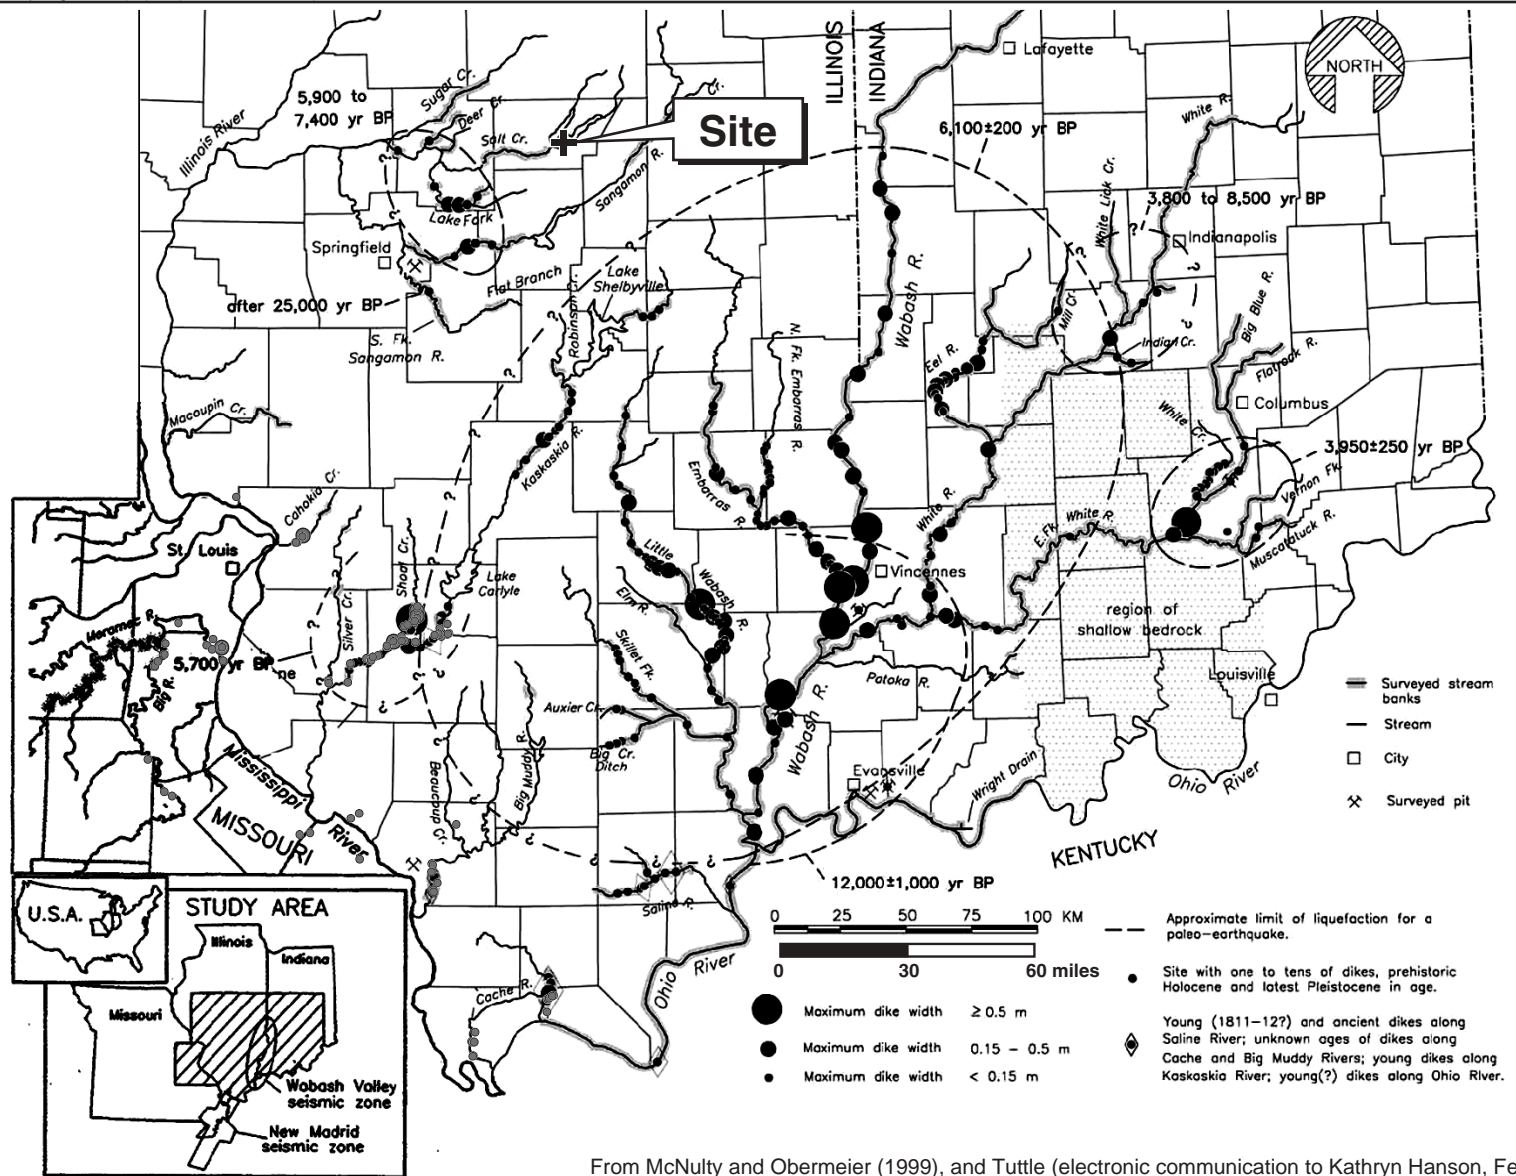 ILLINOIS
INDIANA
Lafayette
NORTH
Sugar Cr.
5,900 to
7,400 yr BP
Deer Cr.
Cr.
Site
Illinois River
Salt Cr.
Sangamon R.
6,100±200 yr BP
White R.
White Lick Cr.
3,800 to 8,500 yr BP
Indianapolis
Lake Fork
Springfield
Flat Branch
Lake
Shelbyville
Robinson Cr.
after 25,000 yr BP
S. Fk.
Sangamon R.
N. Fk. Embarras R.
Wabash R.
Mill Cr.
Big Blue R.
Indian Cr.
Eel R.
Flatrock R.
Macoupin Cr.
Columbus
White Cr.
Kaskaskia R.
Embarras R.
3,950±250 yr BP
Vernon Fk.
Cahokia Cr.
White R.
E.Fk. White R.
Muscatatuck R.
St. Louis
Shoal Cr.
Lake
Carlyle
Little Wabash R.
Vincennes
Elm R.
Silver Cr.
Skillet Fk.
region of
shallow bedrock
Meramec R.
5,700 yr BP
ne
Big R.
Patoka R.
Louisville
Auxier Cr.
Big Cr.
Ditch
Wabash R.
Big Muddy R.
Beaucoup Cr.
Evansville
Wright Drain
Ohio River
Mississippi River
MISSOURI
KENTUCKY
12,000±1,000 yr BP
Saline R.
Surveyed stream
banks
Stream
City
Surveyed pit
U.S.A.
STUDY AREA
Illinois
Indiana
Missouri
Wabash Valley
seismic zone
New Madrid
seismic zone
Cache R.
Ohio River
0 25 50 75 100 KM
0 30 60 miles
Maximum dike width ≥ 0.5 m
Maximum dike width 0.15 - 0.5 m
Maximum dike width < 0.15 m
Approximate limit of liquefaction for a
paleo-earthquake.
Site with one to tens of dikes, prehistoric
Holocene and latest Pleistocene in age.
Young (1811-12?) and ancient dikes along
Saline River; unknown ages of dikes along
Cache and Big Muddy Rivers; young dikes along
Kaskaskia River; young(?) dikes along Ohio River.
From McNulty and Obermeier (1999), and Tuttle (electronic communication to Kathryn Hanson, Fe